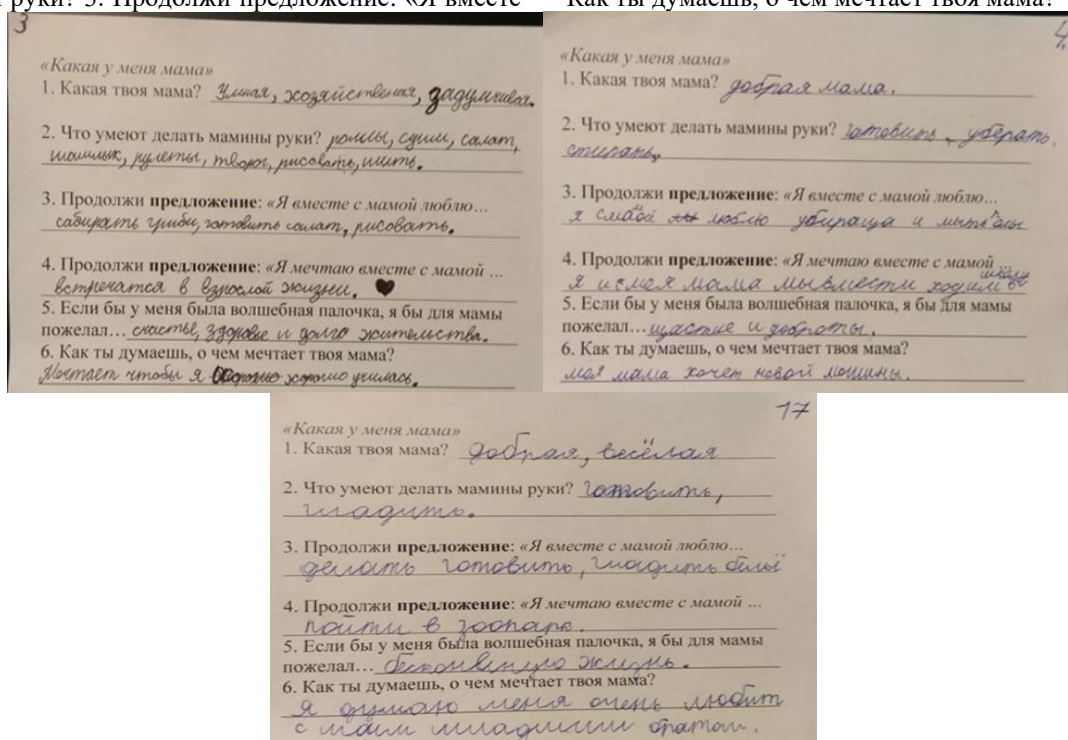 руки? 3. Продолжи предложение: «Я вместе
Как ты думаешь, о чем мечтает твоя мама?
3
«Какая у меня мама»
1. Какая твоя мама? Умная, хозяйственая, задумчивая.
2. Что умеют делать мамины руки? роллы, суши, салат,
шашлык, рулеты, творог, рисовать, шить.
3. Продолжи предложение: «Я вместе с мамой люблю…
сабирать грибы, готовить салат, рисовать.
4. Продолжи предложение: «Я мечтаю вместе с мамой …
встречатся в взрослой жизни. ♥
5. Если бы у меня была волшебная палочка, я бы для мамы
пожелал… счастье, здоровье и долго жительства.
6. Как ты думаешь, о чем мечтает твоя мама?
Мечтает чтобы я хорошо училась.
4
«Какая у меня мама»
1. Какая твоя мама? добрая мама.
2. Что умеют делать мамины руки? готовить, уберать,
стирать,
3. Продолжи предложение: «Я вместе с мамой люблю…
я смамой люблю убираца и мыть
4. Продолжи предложение: «Я мечтаю вместе с мамой …
я и моя мама мывмести ходим
5. Если бы у меня была волшебная палочка, я бы для мамы
пожелал… щастие и доброты.
6. Как ты думаешь, о чем мечтает твоя мама?
моя мама хочет новой машины.
17
«Какая у меня мама»
1. Какая твоя мама? добрая, весёлая
2. Что умеют делать мамины руки? Готовить,
гладить.
3. Продолжи предложение: «Я вместе с мамой люблю…
делать готовить, гладить бельё
4. Продолжи предложение: «Я мечтаю вместе с мамой …
пойти в зоопарк.
5. Если бы у меня была волшебная палочка, я бы для мамы
пожелал… жизнь.
6. Как ты думаешь, о чем мечтает твоя мама?
Я думаю меня очень любит
с моим младшим братом.